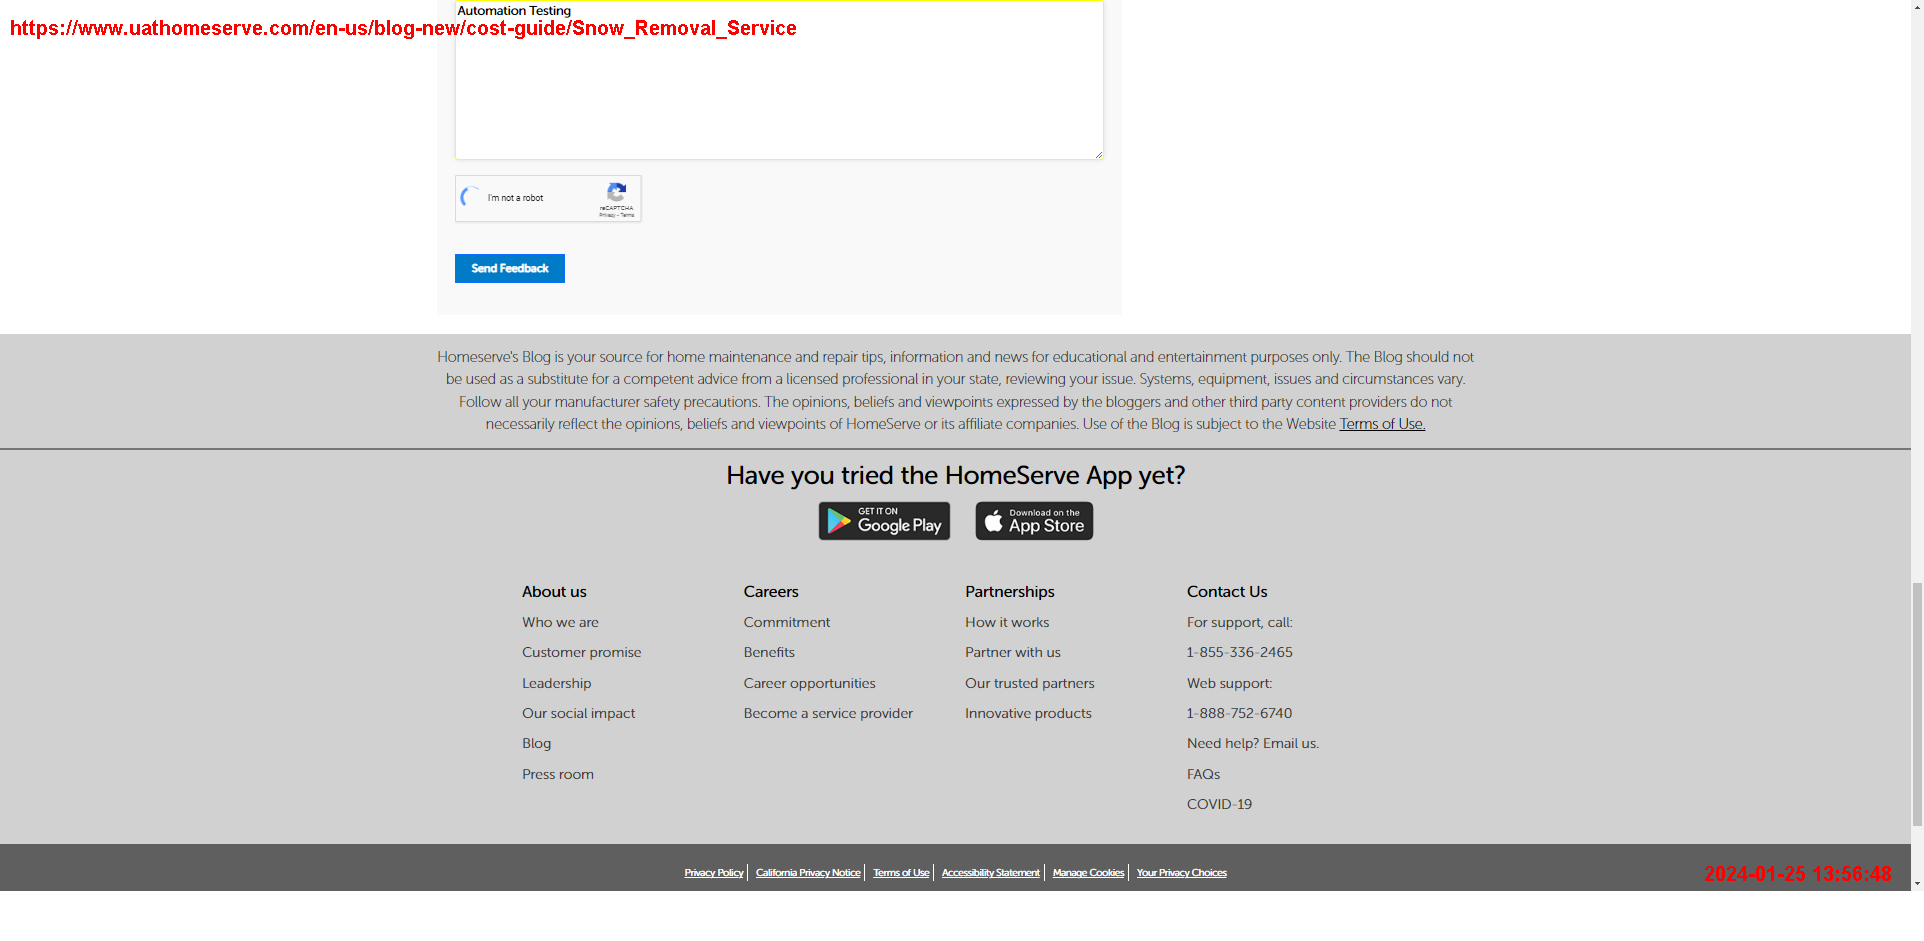 Automation Testing
https://www.uathomeserve.com/en-us/blog-new/cost-guide/Snow_Removal_Service
I'm not a robot
reCAPTCHA
Privacy - Terms
Send Feedback
Homeserve's Blog is your source for home maintenance and repair tips, information and news for educational and entertainment purposes only. The Blog should not
be used as a substitute for a competent advice from a licensed professional in your state, reviewing your issue. Systems, equipment, issues and circumstances vary.
Follow all your manufacturer safety precautions. The opinions, beliefs and viewpoints expressed by the bloggers and other third party content providers do not
necessarily reflect the opinions, beliefs and viewpoints of HomeServe or its affiliate companies. Use of the Blog is subject to the Website Terms of Use.
Have you tried the HomeServe App yet?
GET IT ON
Google Play
Download on the
App Store
About us
Who we are
Customer promise
Leadership
Our social impact
Blog
Press room
Careers
Commitment
Benefits
Career opportunities
Become a service provider
Partnerships
How it works
Partner with us
Our trusted partners
Innovative products
Contact Us
For support, call:
1-855-336-2465
Web support:
1-888-752-6740
Need help? Email us.
FAQs
COVID-19
Privacy Policy | California Privacy Notice | Terms of Use | Accessibility Statement | Manage Cookies | Your Privacy Choices
2024-01-25 13:56:48